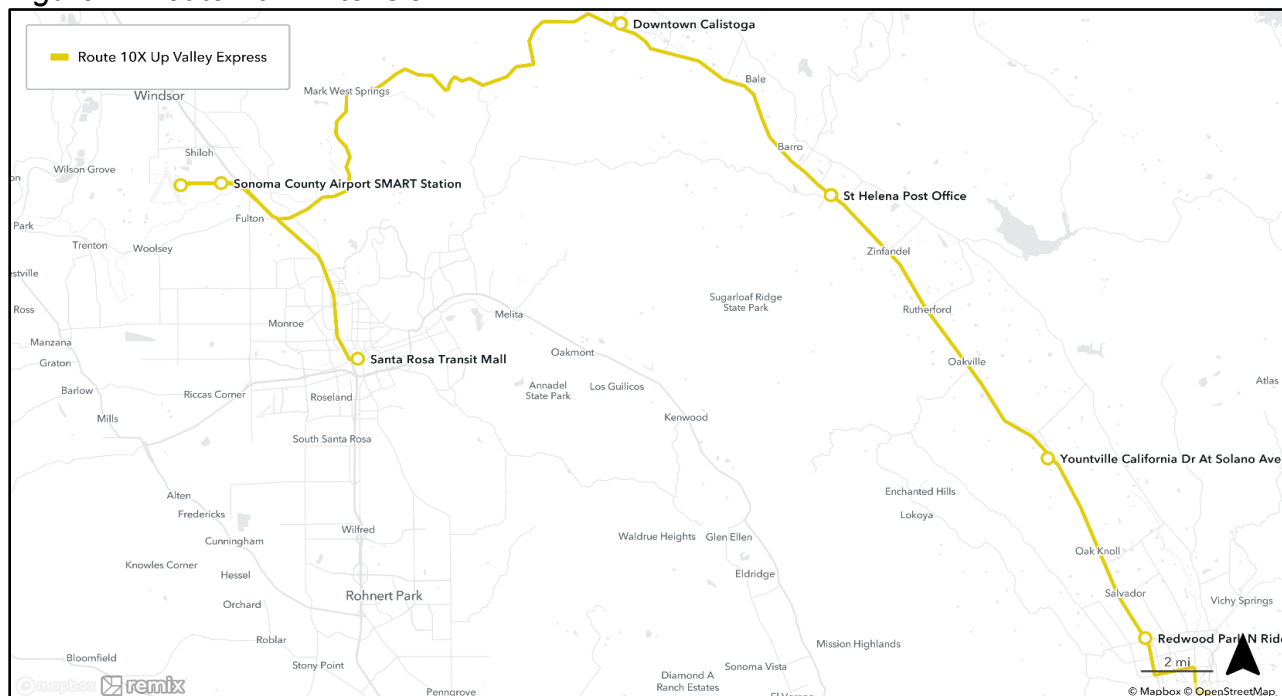 Route 10X Up Valley Express
Downtown Calistoga
Bale
Mark West Springs
Windsor
Barro
Shiloh
Wilson Grove
Sonoma County Airport SMART Station
St Helena Post Office
Fulton
Park
Trenton
Woolsey
Zinfandel
Sugarloaf Ridge
State Park
Rutherford
Ross
Melita
Monroe
Manzana
Oakmont
Santa Rosa Transit Mall
Graton
Oakville
Annadel
State Park
Los Guilicos
Atlas
Barlow
Riccas Corner
Roseland
Mills
Kenwood
South Santa Rosa
Yountville California Dr At Solano Ave
Alten
Enchanted Hills
Fredericks
Lokoya
Wilfred
Waldrue Heights
Glen Ellen
Cunningham
Oak Knoll
Knowles Corner
Hessel
Eldridge
Rohnert Park
Salvador
Vichy Springs
Orchard
Roblar
Mission Highlands
Redwood Park N Ride
Bloomfield
Stony Point
Sonoma Vista
2 mi
Diamond A
Ranch Estates
Penngrove
mapbox remix
© Mapbox © OpenStreetMap